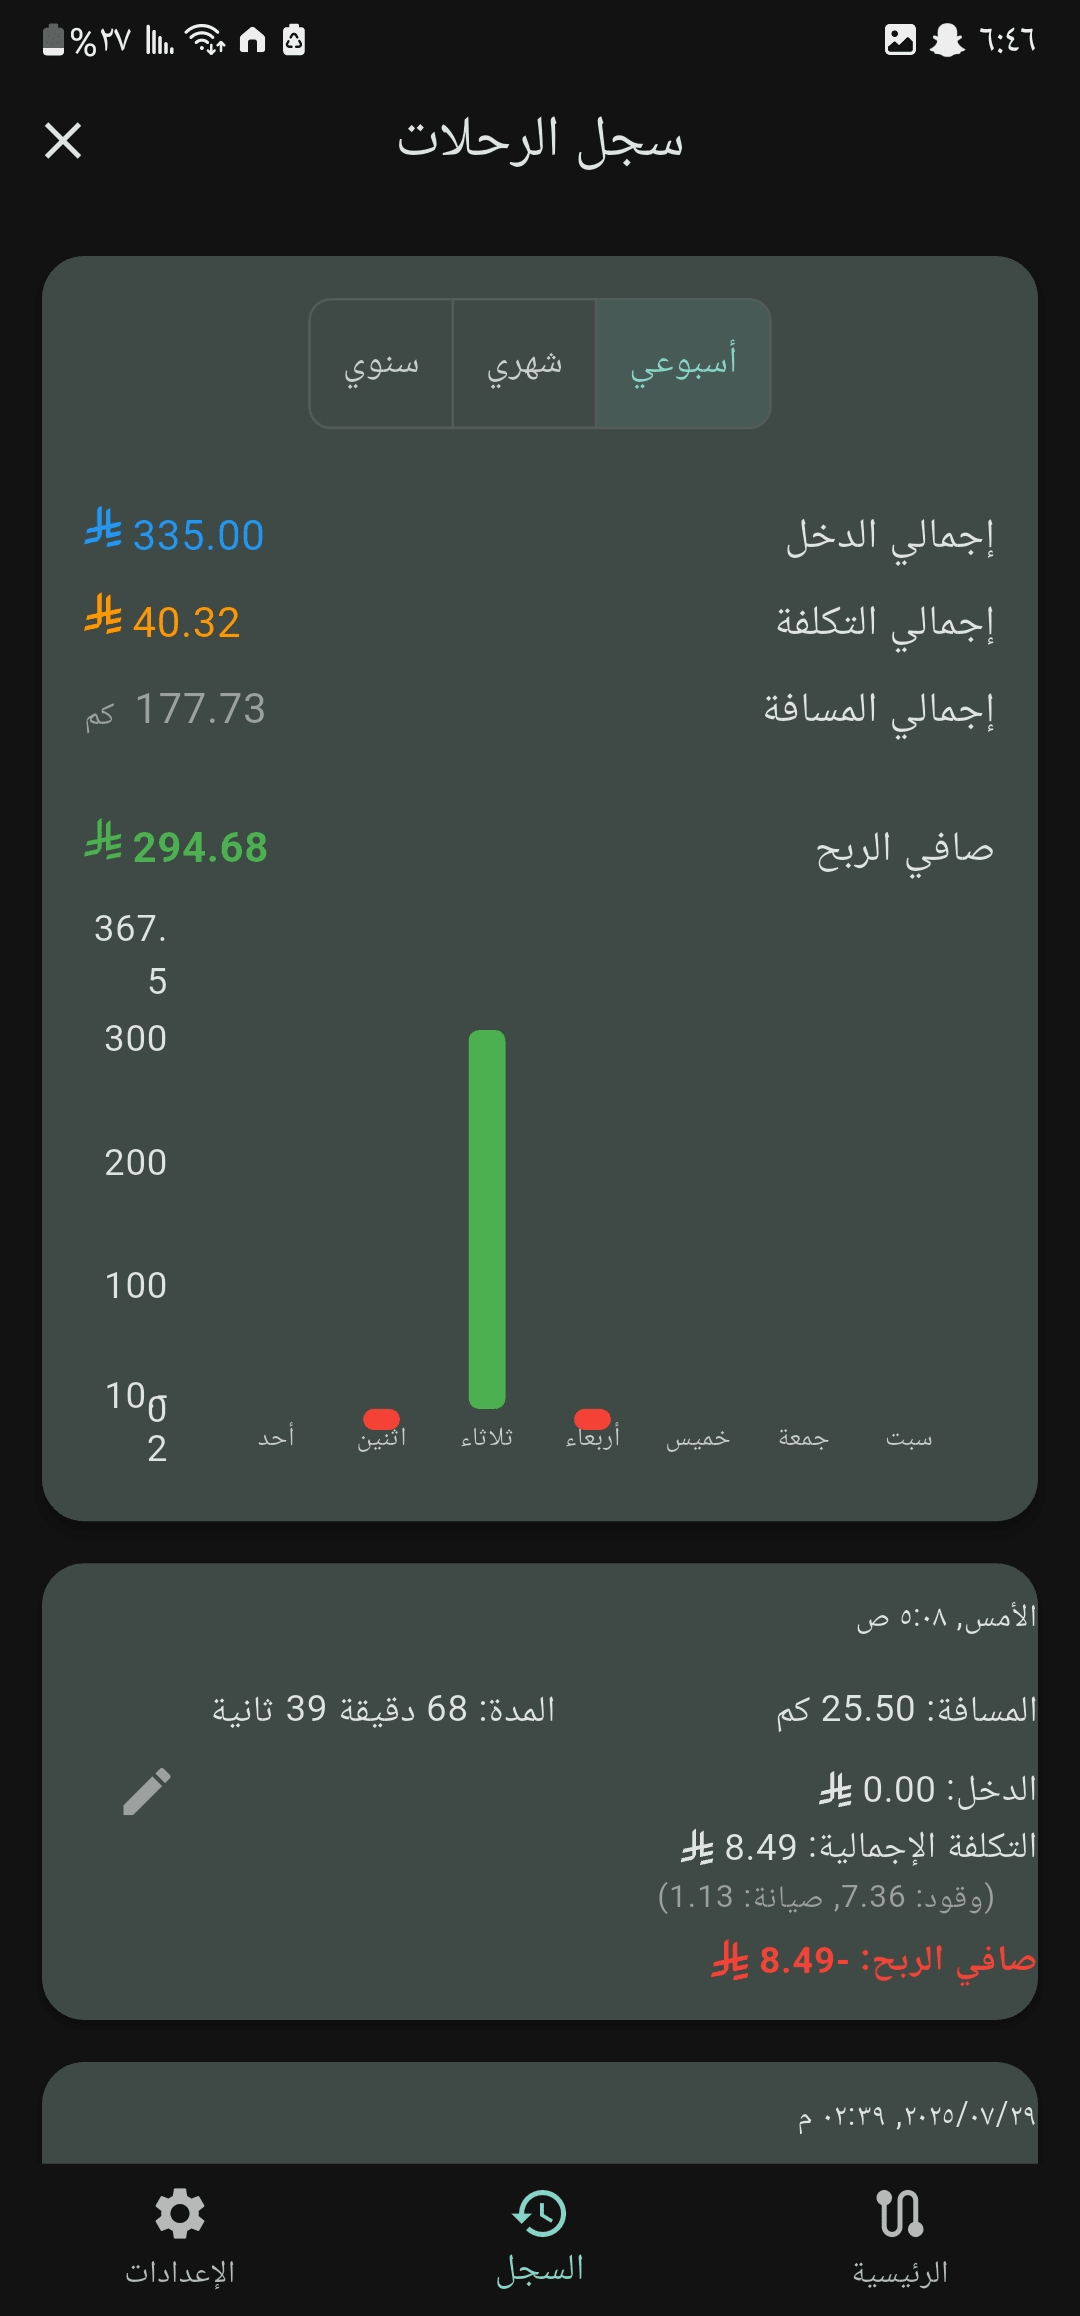 ٦:٤٦ ٢٧%
سجل الرحلات
أسبوعي شهري سنوي
إجمالي الدخل 335.00
إجمالي التكلفة 40.32
إجمالي المسافة 177.73 كم
صافي الربح 294.68
367.
5
300
200
100
10
0
2
أحد اثنين ثلاثاء أربعاء خميس جمعة سبت
الأمس, ٥:٠٨ ص
المسافة: 25.50 كم المدة: 68 دقيقة 39 ثانية
الدخل: 0.00
التكلفة الإجمالية: 8.49
(وقود: 7.36, صيانة: 1.13)
صافي الربح: -8.49
٢٠٢٥/٠٧/٢٩, ٠٢:٣٩ م
الرئيسية السجل الإعدادات